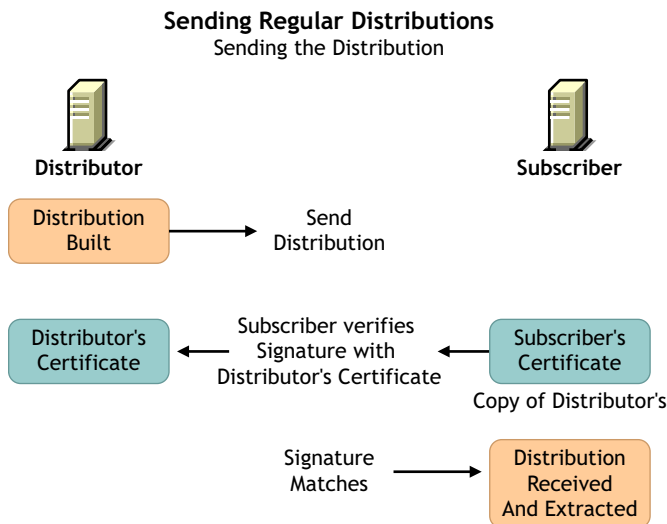 Sending Regular Distributions
Sending the Distribution
Distributor
Subscriber
Distribution
Built
Send
Distribution
Distributor's
Certificate
Subscriber verifies
Signature with
Distributor's Certificate
Subscriber's
Certificate
Copy of Distributor's
Signature
Matches
Distribution
Received
And Extracted